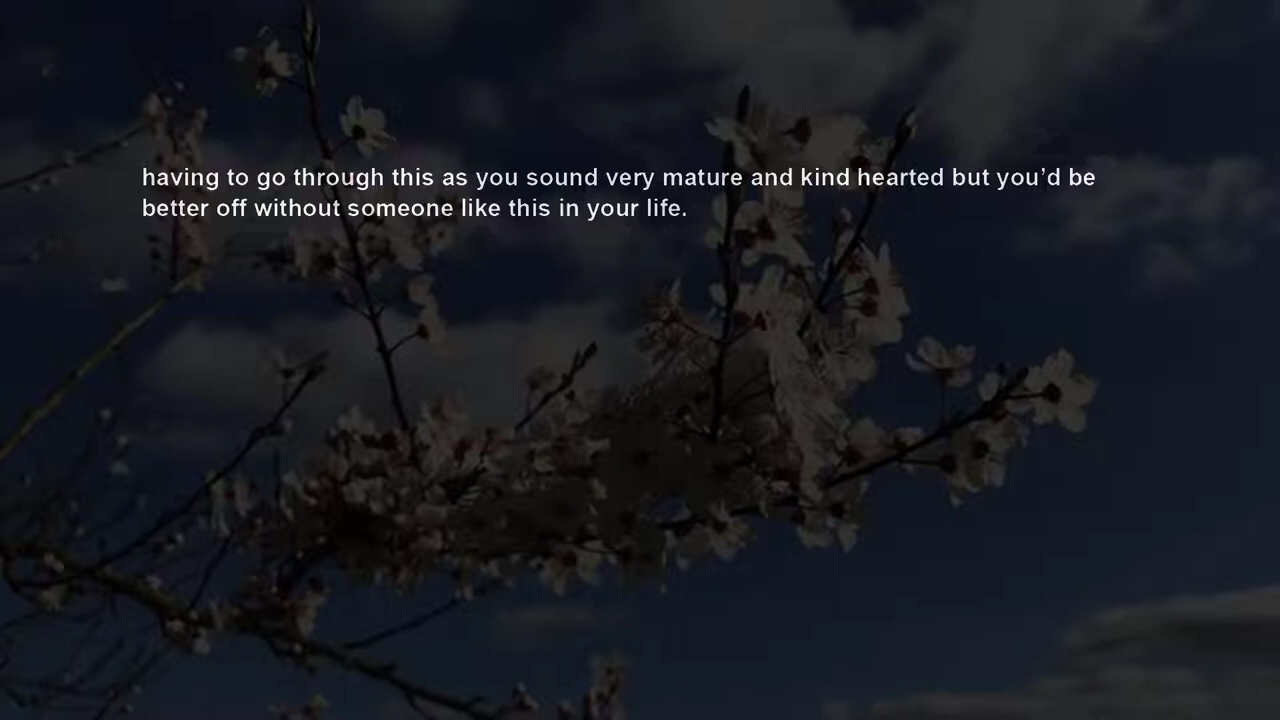 having to go through this as you sound very mature and kind hearted but you’d be
better off without someone like this in your life.